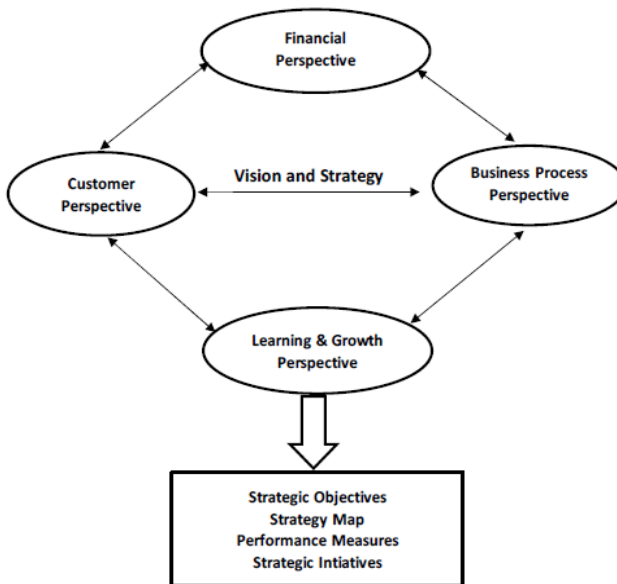 Financial
Perspective
Customer
Perspective
Vision and Strategy
Business Process
Perspective
Learning & Growth
Perspective
Strategic Objectives
Strategy Map
Performance Measures
Strategic Intiatives